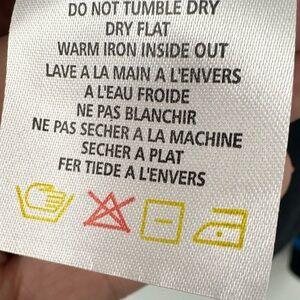 DO NOT TUMBLE DRY
DRY FLAT
WARM IRON INSIDE OUT
LAVE A LA MAIN A L'ENVERS
A L'EAU FROIDE
NE PAS BLANCHIR
NE PAS SECHER A LA MACHINE
SECHER A PLAT
FER TIEDE A L'ENVERS